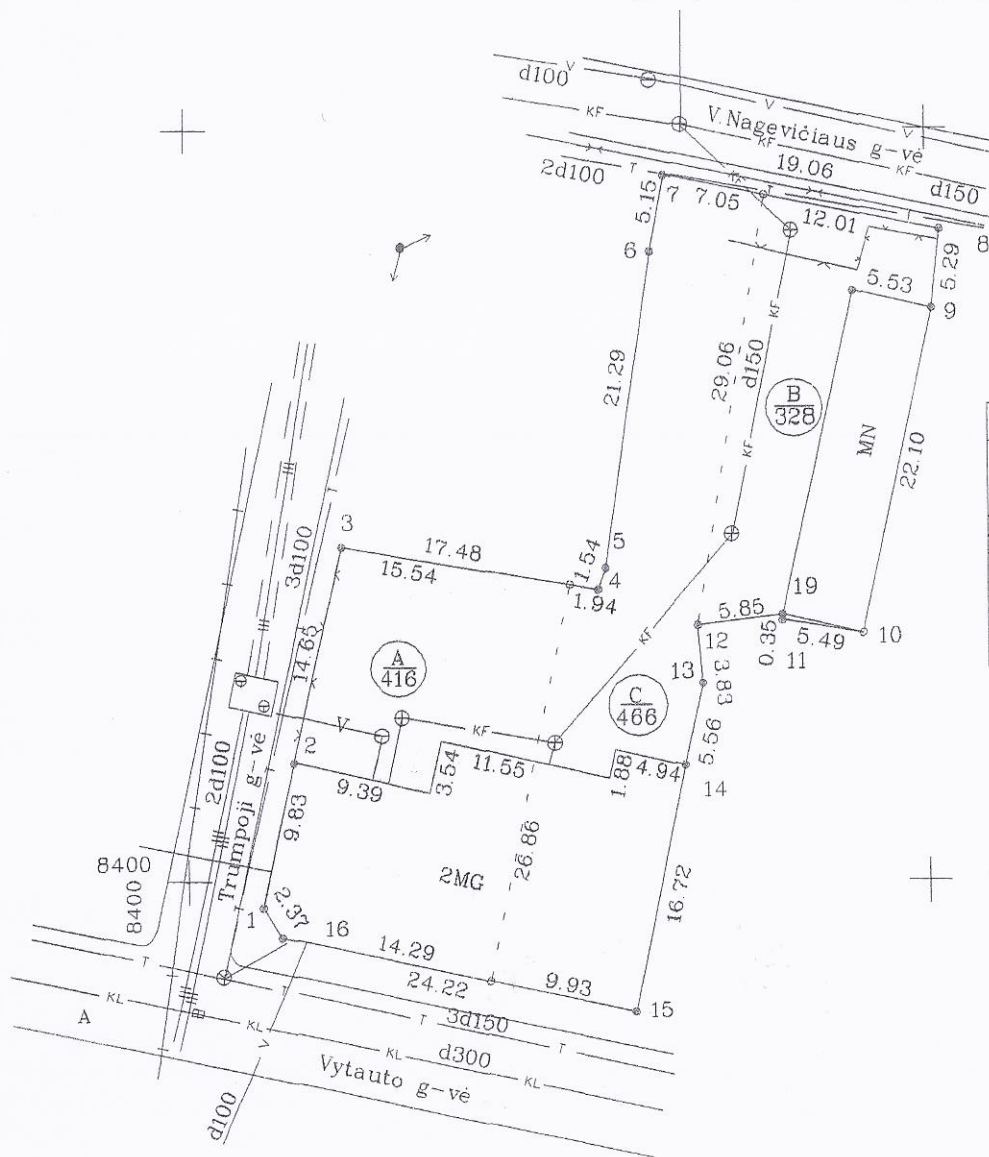 V
d100
V
V.Nagevičiaus g-vė
V
KF
KF
19.06
KF
2d100
T
T
d150
7
7.05
12.01
T
8
5.15
6
5.29
5.53
9
KF
21.29
29.06
d150
B
328
MN
22.10
T
3
17.48
5
3d100
15.54
1.54
4
1.94
KF
19
5.85
12
0.35
5.49
10
11
14.65
A
416
13
3.83
C
466
V
KF
2
11.55
1.88
4.94
5.59
14
9.39
3.54
2d100
Trumpoji g-vė
9.83
26.86
2MG
8400
8400
16.72
1
2.37
16
14.29
9.93
24.22
15
T
T
3d150
T
KL
A
KL
d300
KL
KL
V
Vytauto g-vė
d100